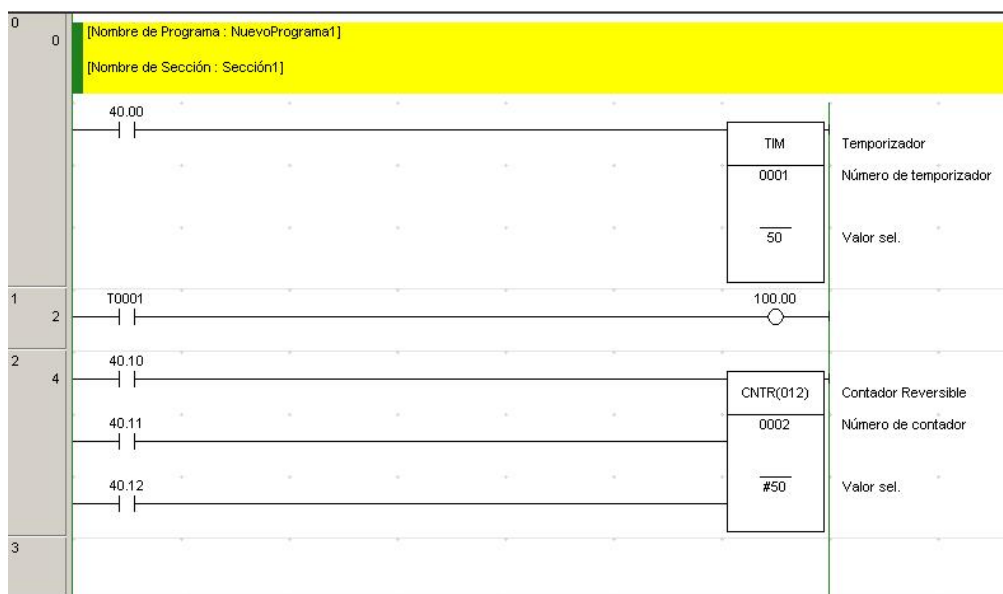 0
0
[Nombre de Programa : NuevoPrograma1]
[Nombre de Sección : Sección1]
40.00
TIM
Temporizador
0001
Número de temporizador
50
Valor sel.
1
2
T0001
100.00
2
4
40.10
CNTR(012)
Contador Reversible
40.11
0002
Número de contador
40.12
#50
Valor sel.
3